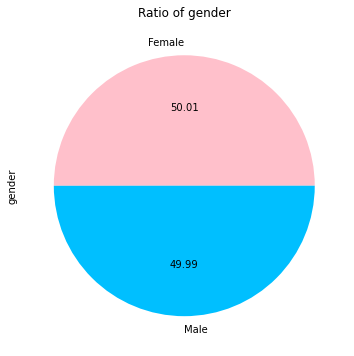 Ratio of gender
Female
50.01
gender
49.99
Male